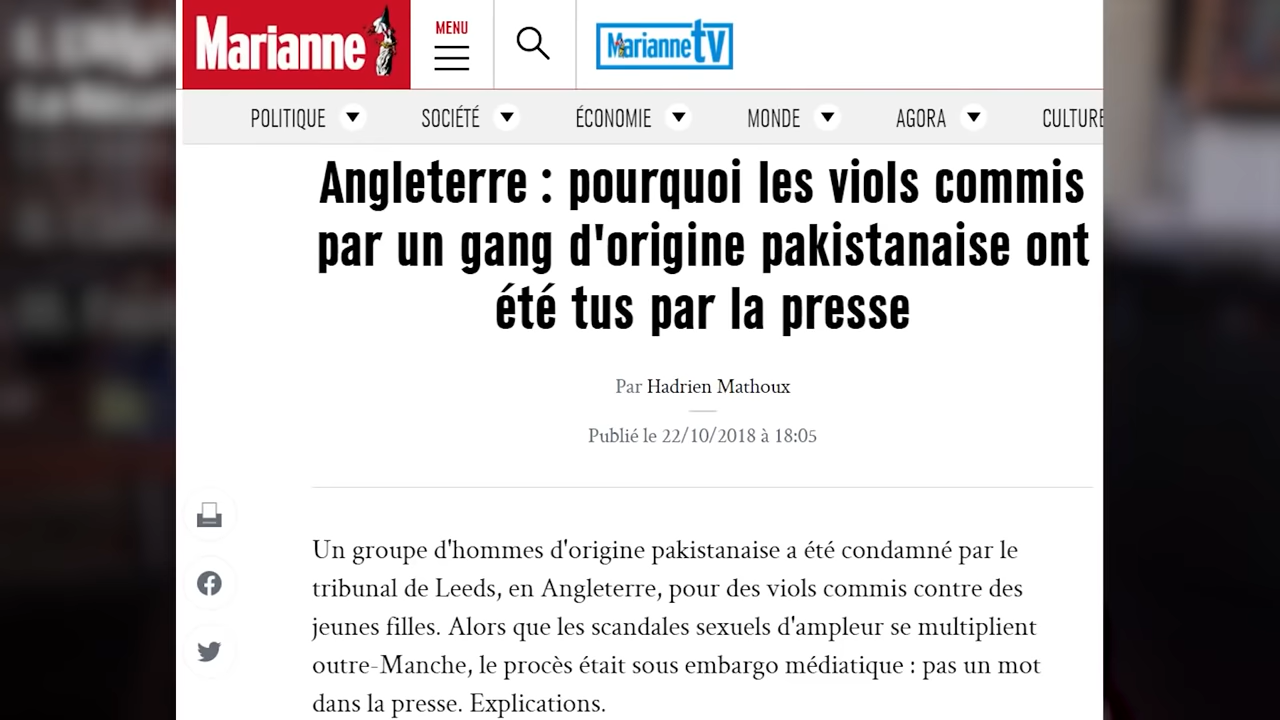 Marianne
MENU
MarianneTV
POLITIQUE
SOCIÉTÉ
ÉCONOMIE
MONDE
AGORA
CULTURE
Angleterre : pourquoi les viols commis
par un gang d'origine pakistanaise ont
été tus par la presse
Par Hadrien Mathoux
Publié le 22/10/2018 à 18:05
Un groupe d'hommes d'origine pakistanaise a été condamné par le
tribunal de Leeds, en Angleterre, pour des viols commis contre des
jeunes filles. Alors que les scandales sexuels d'ampleur se multiplient
outre-Manche, le procès était sous embargo médiatique : pas un mot
dans la presse. Explications.